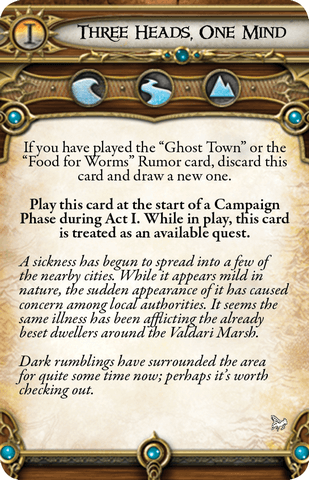 I
Three Heads, One Mind
If you have played the “Ghost Town” or the
“Food for Worms” Rumor card, discard this
card and draw a new one.
Play this card at the start of a Campaign
Phase during Act I. While in play, this card
is treated as an available quest.
A sickness has begun to spread into a few of
the nearby cities. While it appears mild in
nature, the sudden appearance of it has caused
concern among local authorities. It seems the
same illness has been afflicting the already
beset dwellers around the Valdari Marsh.
Dark rumblings have surrounded the area
for quite some time now; perhaps it’s worth
checking out.